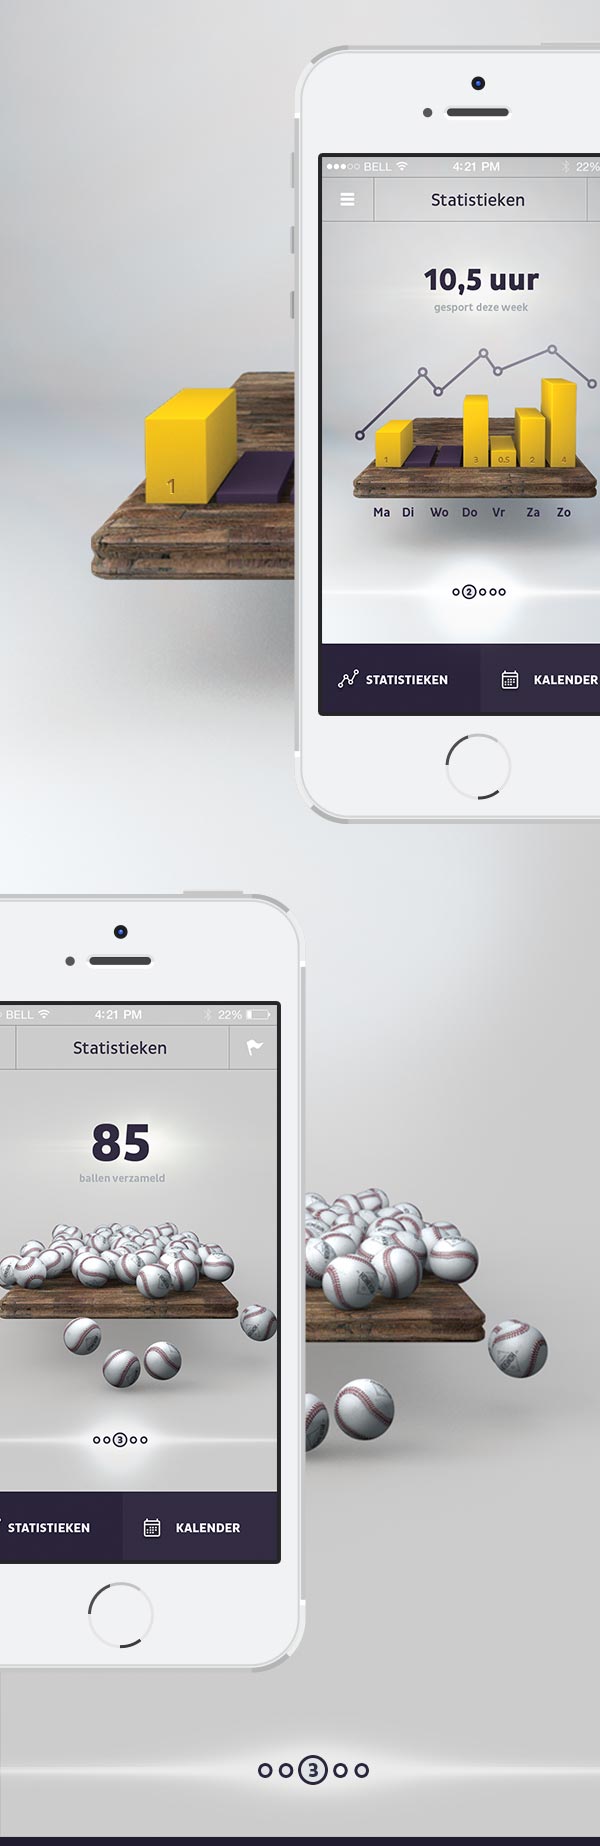 BELL 4:21 PM 22%
Statistieken
10,5 uur
gesport deze week
1
1 3 0.5 2 4
Ma Di Wo Do Vr Za Zo
2
STATISTIEKEN KALENDER
BELL 4:21 PM 22%
Statistieken
85
ballen verzameld
3
STATISTIEKEN KALENDER
3